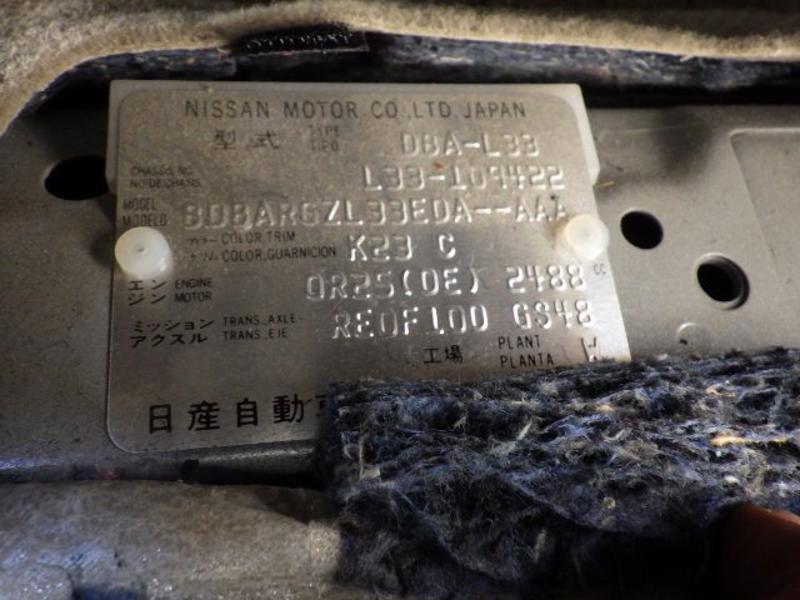 NISSAN MOTOR CO.,LTD.JAPAN
型式 TYPE TIPO DBA-L33
CHASSIS NO. NO.DE CHASIS L33-109422
MODEL MODELO BDBARGZL33EDA--AAA
カラー COLOR,TRIM
トリム COLOR,GUARNICION K23 C
エンジン ENGINE MOTOR QR25(DE) 2488 CC
ミッション TRANS.,AXLE
アクスル TRANS.,EJE RE0F10D GS48
工場 PLANT PLANTA
日産自動